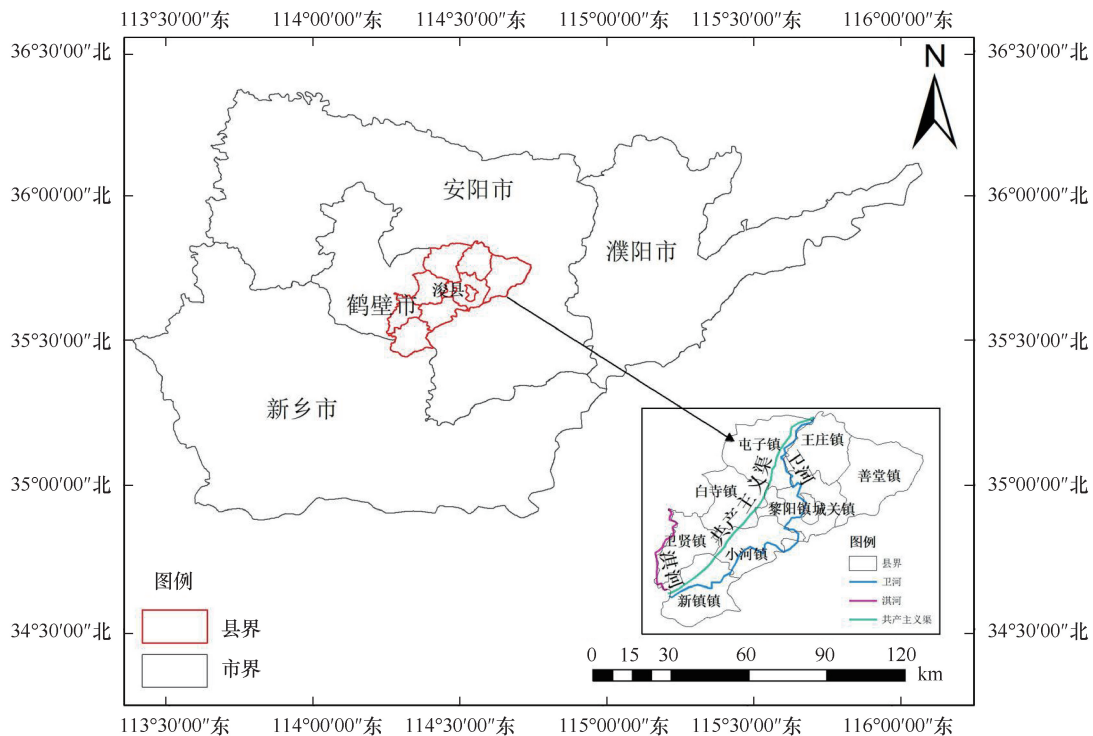 113°30′00″东 114°00′00″东 114°30′00″东 115°00′00″东 115°30′00″东 116°00′00″东
36°30′00″北 36°30′00″北
N
36°00′00″北 36°00′00″北
安阳市
濮阳市
浚县
鹤壁市
35°30′00″北 35°30′00″北
新乡市
屯子镇 王庄镇
卫河
善堂镇
白寺镇
共产主义渠
黎阳镇 城关镇
卫贤镇
小河镇
淇河
新镇镇
图例
县界
卫河
淇河
共产主义渠
35°00′00″北 35°00′00″北
图例
县界
市界
34°30′00″北 34°30′00″北
0 15 30 60 90 120
km
113°30′00″东 114°00′00″东 114°30′00″东 115°00′00″东 115°30′00″东 116°00′00″东